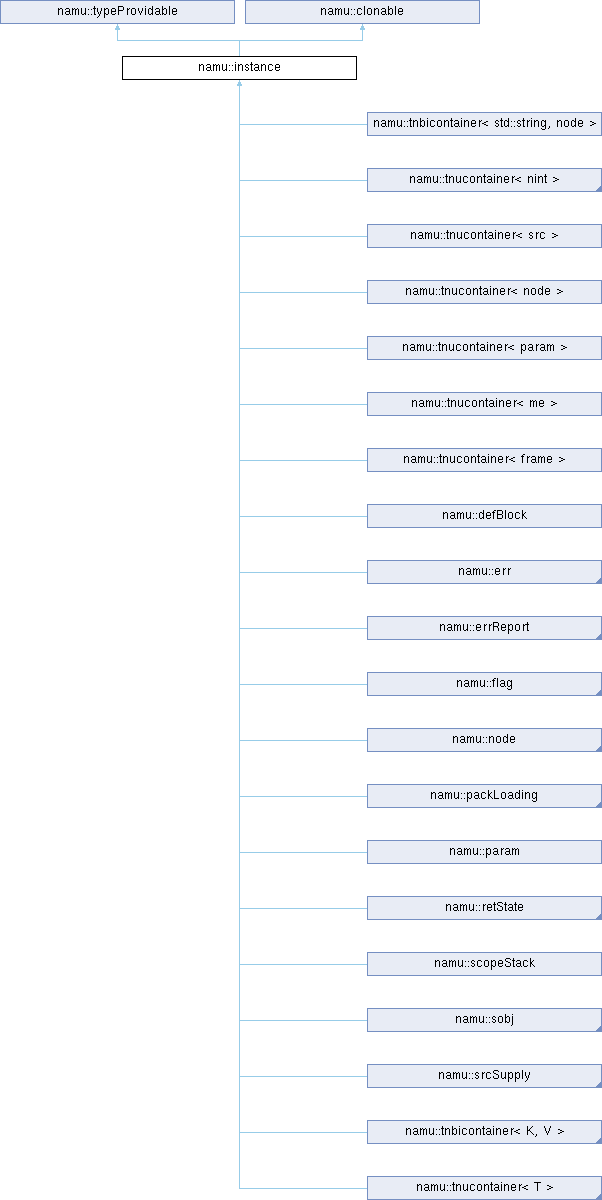 namu::typeProvidable
namu::clonable
namu::instance
namu::tnbicontainer< std::string, node >
namu::tnucontainer< nint >
namu::tnucontainer< src >
namu::tnucontainer< node >
namu::tnucontainer< param >
namu::tnucontainer< me >
namu::tnucontainer< frame >
namu::defBlock
namu::err
namu::errReport
namu::flag
namu::node
namu::packLoading
namu::param
namu::retState
namu::scopeStack
namu::sobj
namu::srcSupply
namu::tnbicontainer< K, V >
namu::tnucontainer< T >